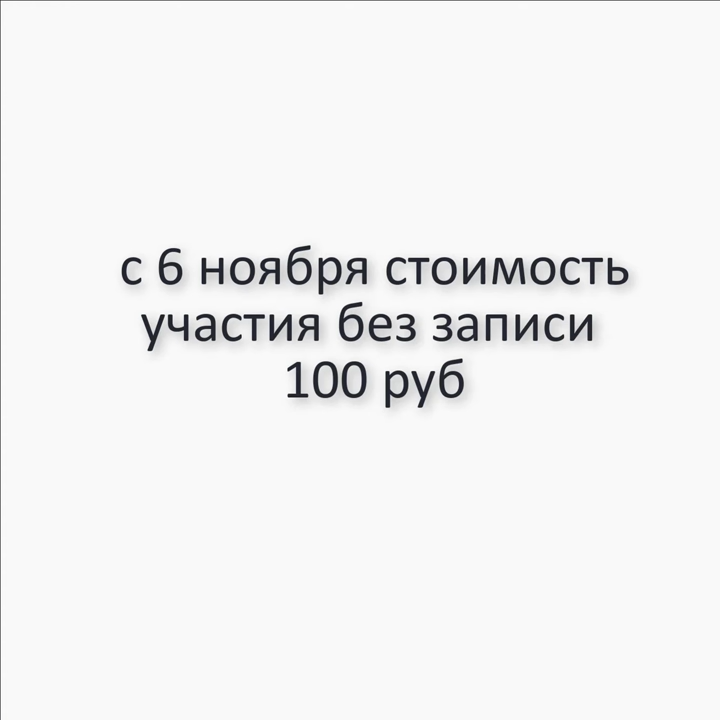 с 6 ноября стоимость
участия без записи
100 руб